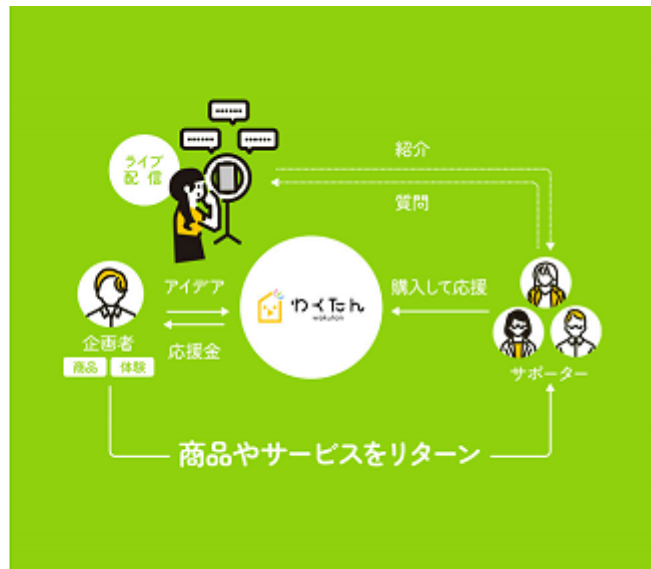 ライブ
配信
紹介
質問
アイデア
わくたん
wakutan
購入して応援
企画者
応援金
商品
体験
サポーター
商品やサービスをリターン